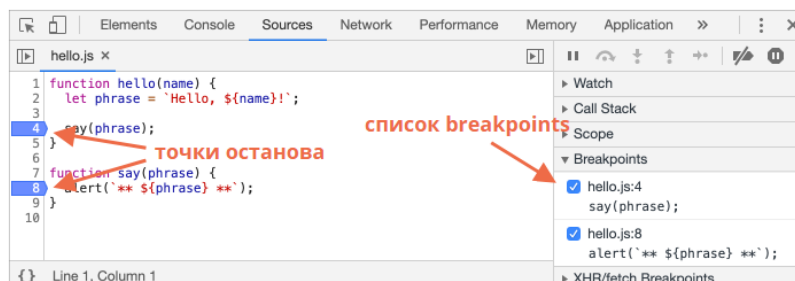 Elements Console Sources Network Performance Memory Application »
hello.js ×
1 function hello(name) {
2 let phrase = `Hello, ${name}!`;
3
4 say(phrase);
5 }
6
7 function say(phrase) {
8 alert(`** ${phrase} **`);
9 }
10
точки останова
список breakpoints
{} Line 1, Column 1
Watch
Call Stack
Scope
Breakpoints
hello.js:4
say(phrase);
hello.js:8
alert(`** ${phrase} **`);
XHR/fetch Breakpoints